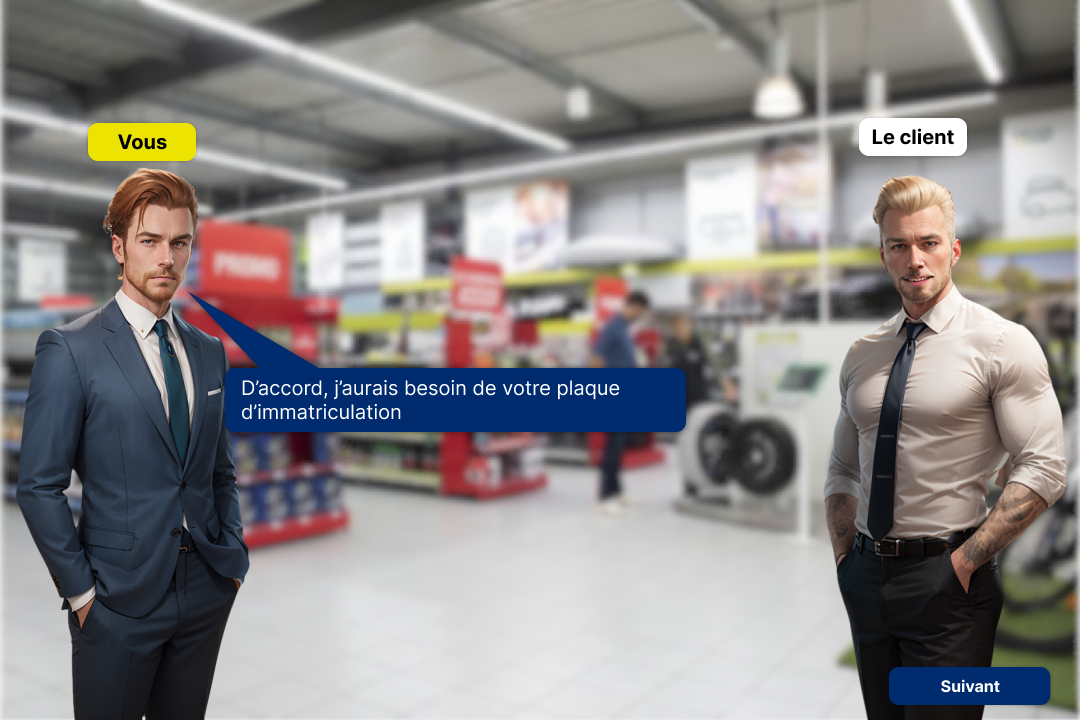 Vous
Le client
PROMO
D’accord, j’aurais besoin de votre plaque
d’immatriculation
Suivant